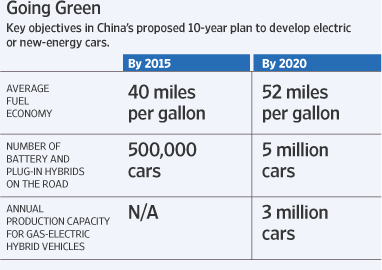 Going Green
Key objectives in China's proposed 10-year plan to develop electric
or new-energy cars.
By 2015 By 2020
AVERAGE
FUEL
ECONOMY
40 miles
per gallon
52 miles
per gallon
NUMBER OF
BATTERY AND
PLUG-IN HYBRIDS
ON THE ROAD
500,000
cars
5 million
cars
ANNUAL
PRODUCTION CAPACITY
FOR GAS-ELECTRIC
HYBRID VEHICLES
N/A
3 million
cars